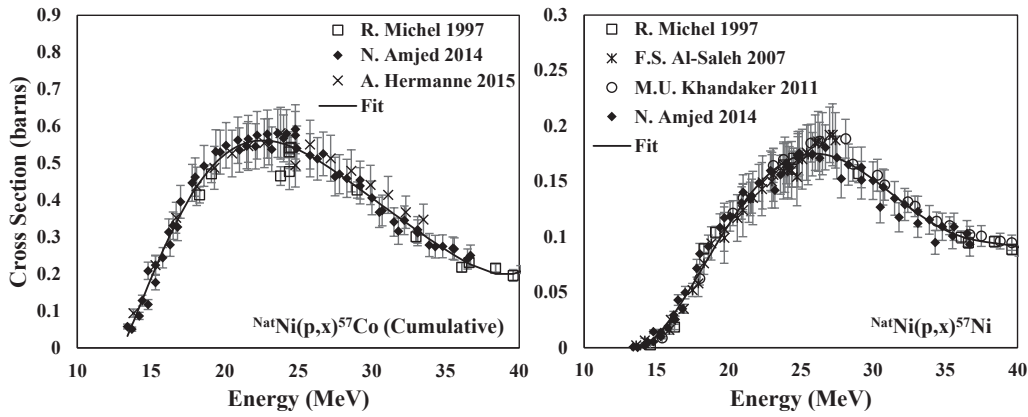 0.9
0.8
0.7
0.6
0.5
0.4
0.3
0.2
0.1
0
Cross Section (barns)
R. Michel 1997
N. Amjed 2014
A. Hermanne 2015
Fit
NatNi(p,x)57Co (Cumulative)
10 15 20 25 30 35 40
Energy (MeV)
0.3
0.25
0.2
0.15
0.1
0.05
0
R. Michel 1997
F.S. Al-Saleh 2007
M.U. Khandaker 2011
N. Amjed 2014
Fit
NatNi(p,x)57Ni
10 15 20 25 30 35 40
Energy (MeV)